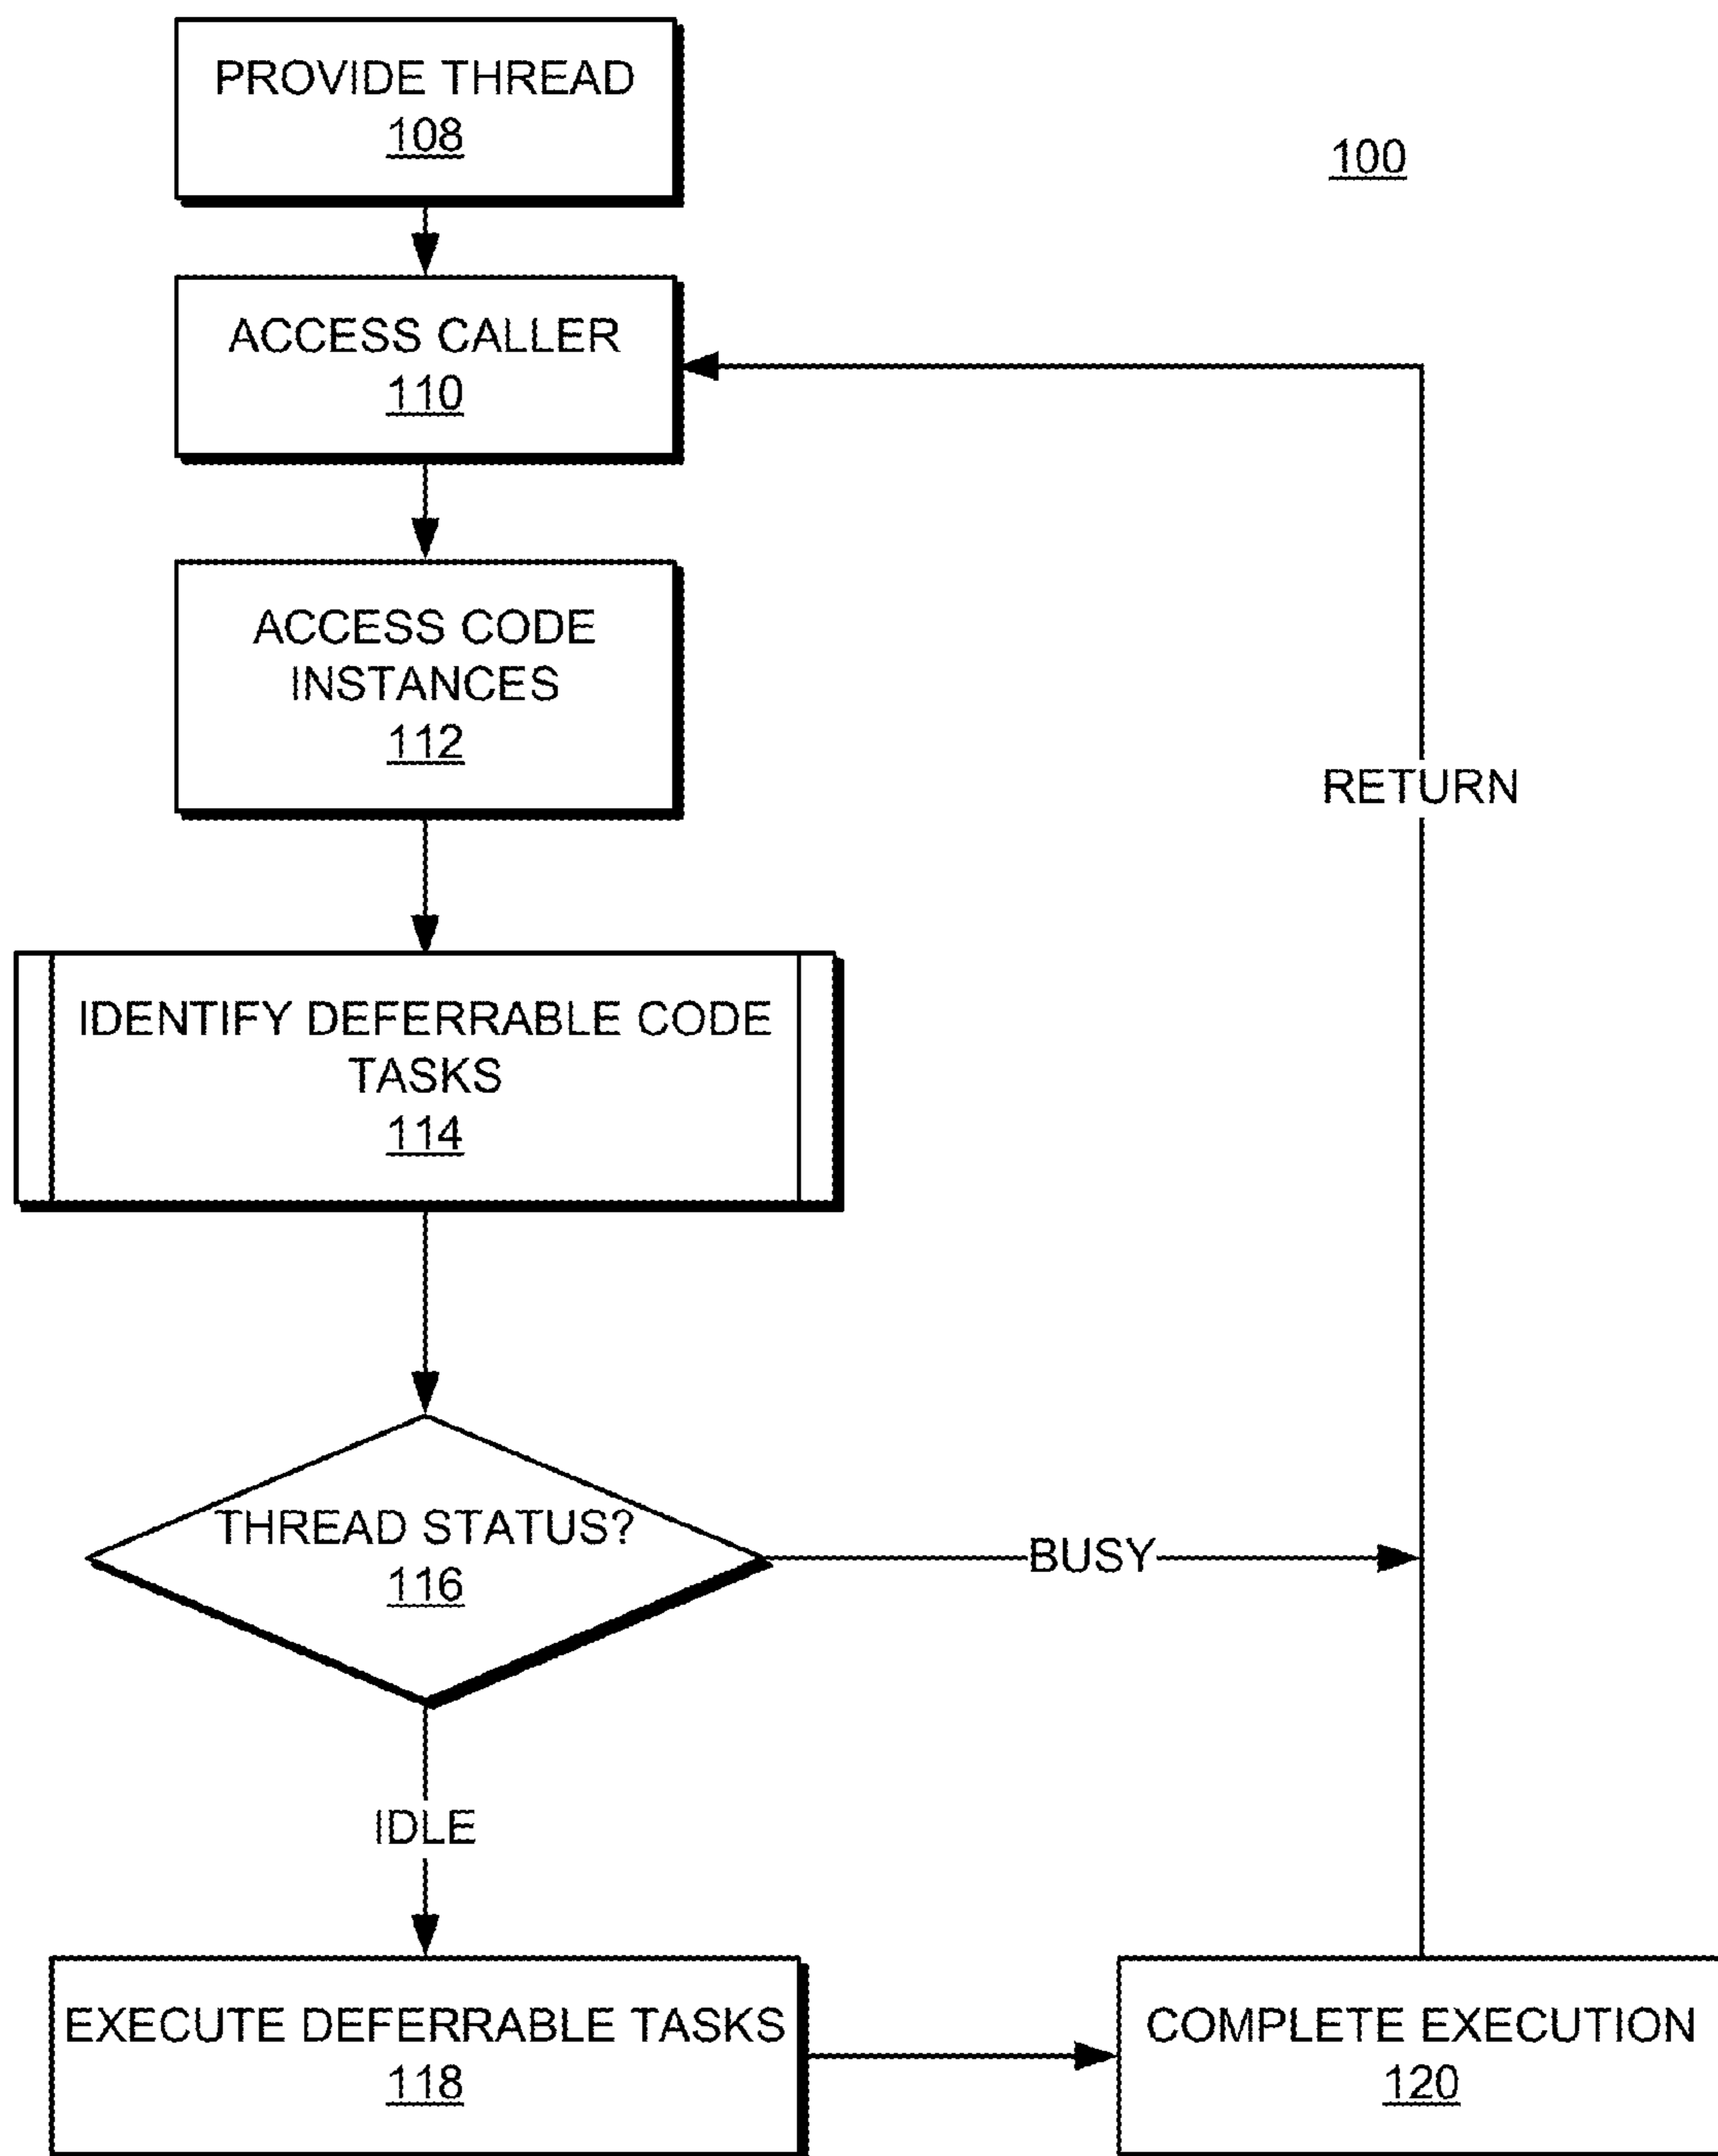 PROVIDE THREAD
108
100
ACCESS CALLER
110
ACCESS CODE
INSTANCES
112
RETURN
IDENTIFY DEFERRABLE CODE
TASKS
114
THREAD STATUS?
116
BUSY
IDLE
EXECUTE DEFERRABLE TASKS
118
COMPLETE EXECUTION
120